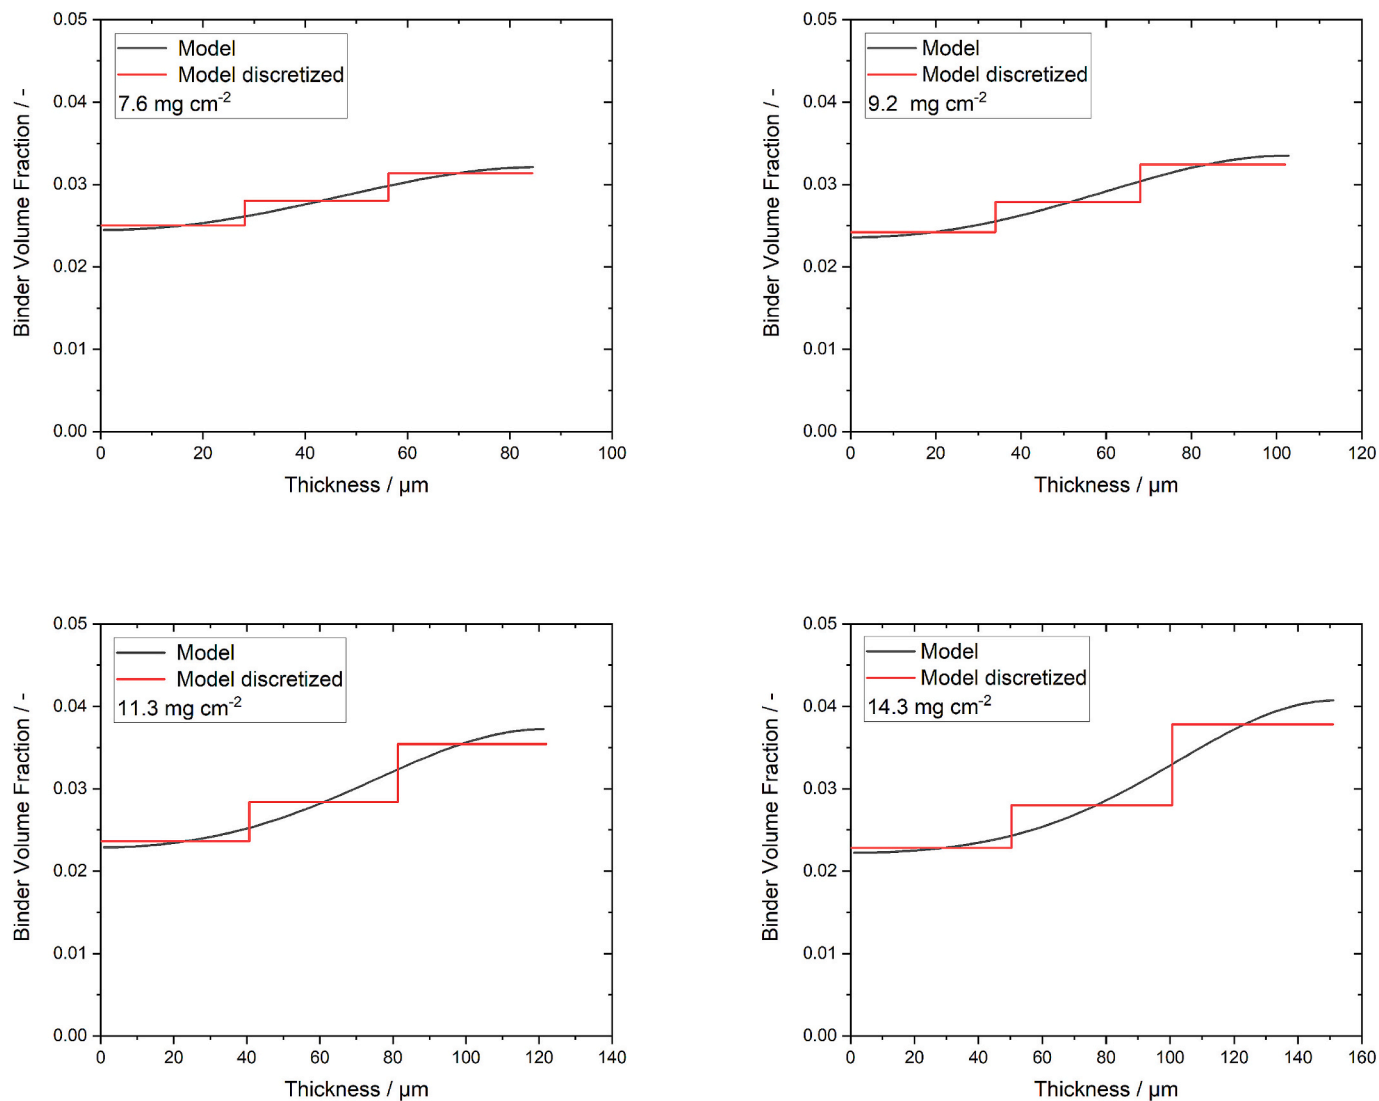 0.05
0.04
0.03
0.02
0.01
0.00
Binder Volume Fraction / -
Model
Model discretized
7.6 mg cm-2
0 20 40 60 80 100
Thickness / µm
0.05
0.04
0.03
0.02
0.01
0.00
Binder Volume Fraction / -
Model
Model discretized
9.2 mg cm-2
0 20 40 60 80 100 120
Thickness / µm
0.05
0.04
0.03
0.02
0.01
0.00
Binder Volume Fraction / -
Model
Model discretized
11.3 mg cm-2
0 20 40 60 80 100 120 140
Thickness / µm
0.05
0.04
0.03
0.02
0.01
0.00
Binder Volume Fraction / -
Model
Model discretized
14.3 mg cm-2
0 20 40 60 80 100 120 140 160
Thickness / µm